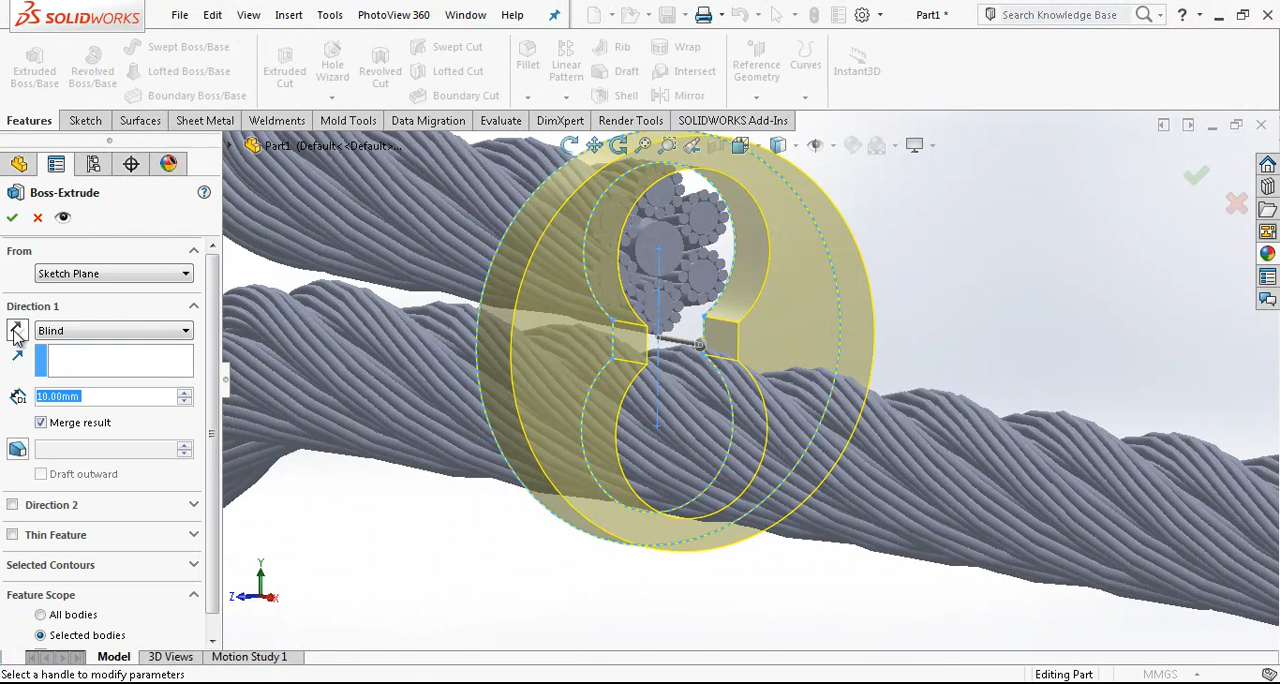 SOLIDWORKS File Edit View Insert Tools PhotoView 360 Window Help Part1 * Search Knowledge Base ?
Extruded Boss/Base Revolved Boss/Base Swept Boss/Base Lofted Boss/Base Boundary Boss/Base Extruded Cut Hole Wizard Revolved Cut Swept Cut Lofted Cut Boundary Cut Fillet Linear Pattern Rib Draft Shell Wrap Intersect Mirror Reference Geometry Curves Instant3D
Features Sketch Surfaces Sheet Metal Weldments Mold Tools Data Migration Evaluate DimXpert Render Tools SOLIDWORKS Add-Ins
Part1 (Default<<Default>...
Boss-Extrude ?
From
Sketch Plane
Direction 1
Blind
D1 10.00mm
Merge result
Draft outward
Direction 2
Thin Feature
Selected Contours
Feature Scope
All bodies
Selected bodies
Y
Z X
Model 3D Views Motion Study 1
Select a handle to modify parameters Editing Part MMGS